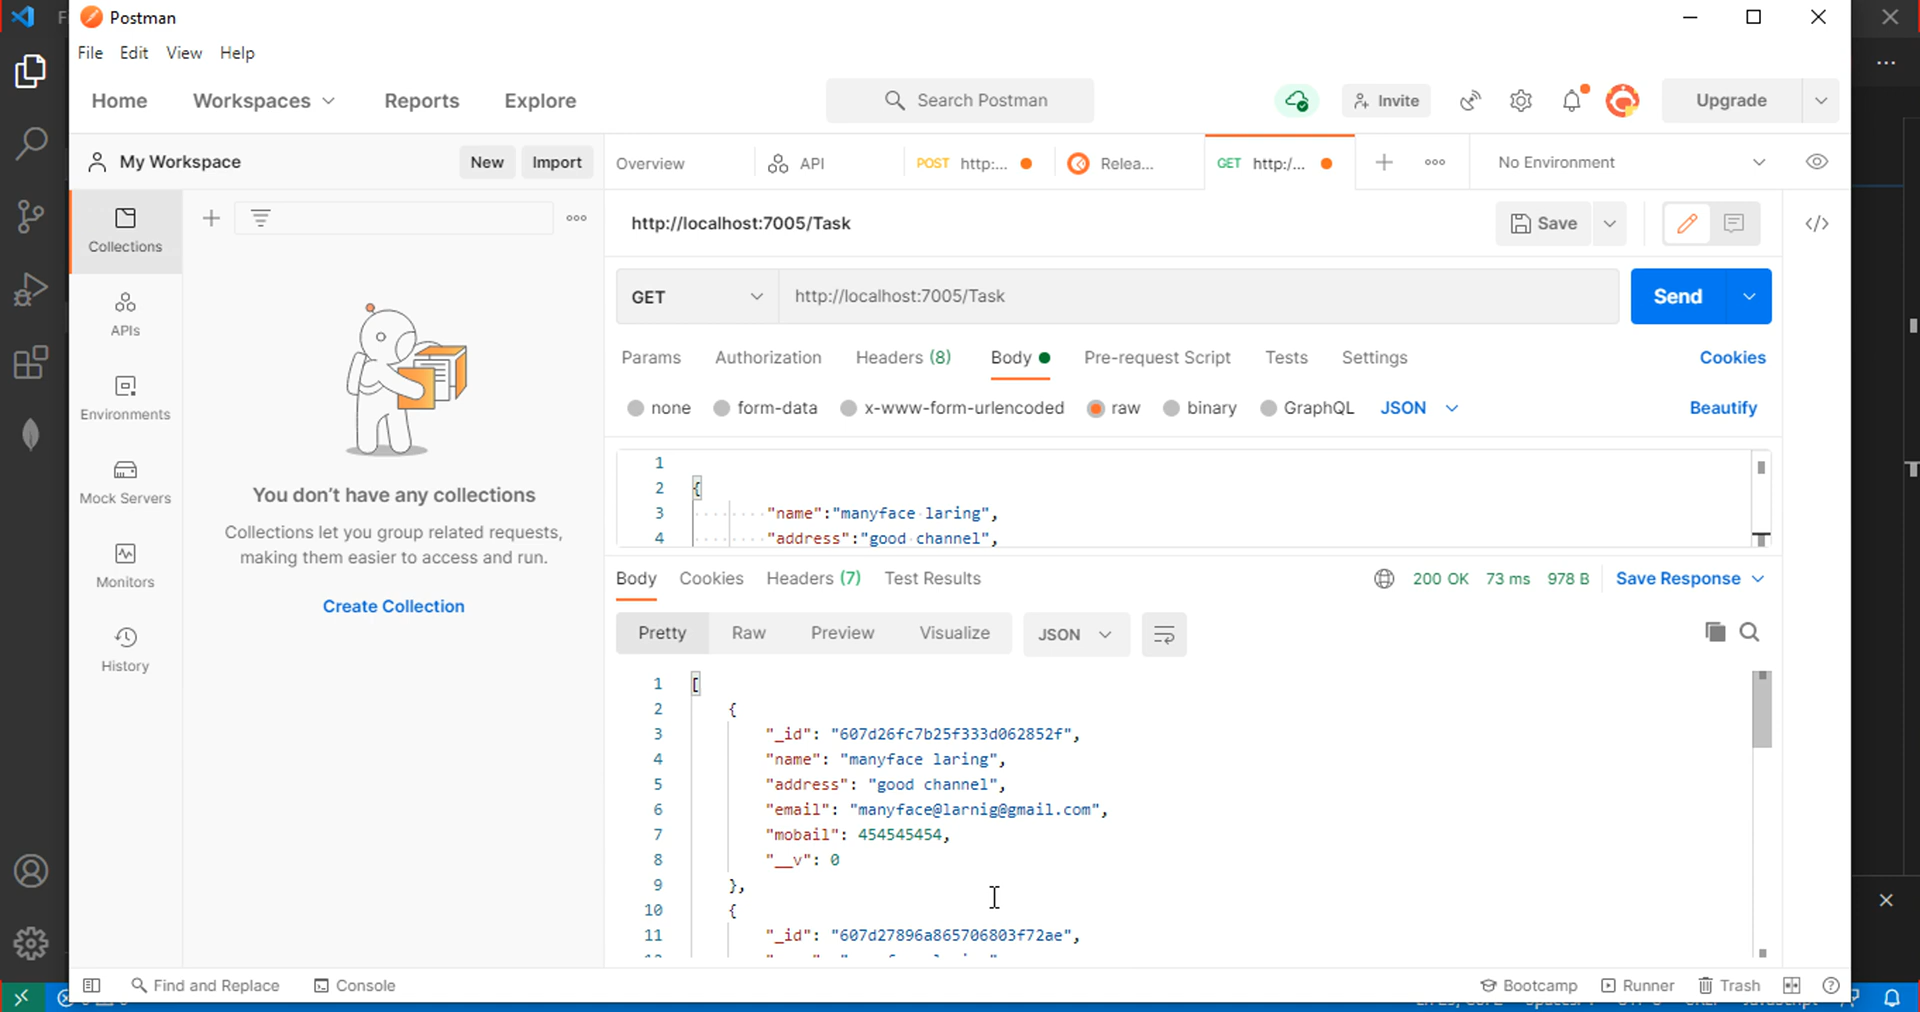 Postman
File Edit View Help
Home Workspaces Reports Explore Search Postman Invite Upgrade
My Workspace New Import
Overview API POST http:... Relea... GET http:/... No Environment
Collections
APIs
Environments
Mock Servers
Monitors
History
You don't have any collections
Collections let you group related requests,
making them easier to access and run.
Create Collection
http://localhost:7005/Task Save
GET http://localhost:7005/Task Send
Params Authorization Headers (8) Body Pre-request Script Tests Settings Cookies
none form-data x-www-form-urlencoded raw binary GraphQL JSON Beautify
1
2 {
3 "name":"manyface laring",
4 "address":"good channel",
Body Cookies Headers (7) Test Results 200 OK 73 ms 978 B Save Response
Pretty Raw Preview Visualize JSON
1 [
2 {
3 "_id": "607d26fc7b25f333d062852f",
4 "name": "manyface laring",
5 "address": "good channel",
6 "email": "manyface@larnig@gmail.com",
7 "mobail": 454545454,
8 "__v": 0
9 },
10 {
11 "_id": "607d27896a865706803f72ae",
Find and Replace Console Bootcamp Runner Trash